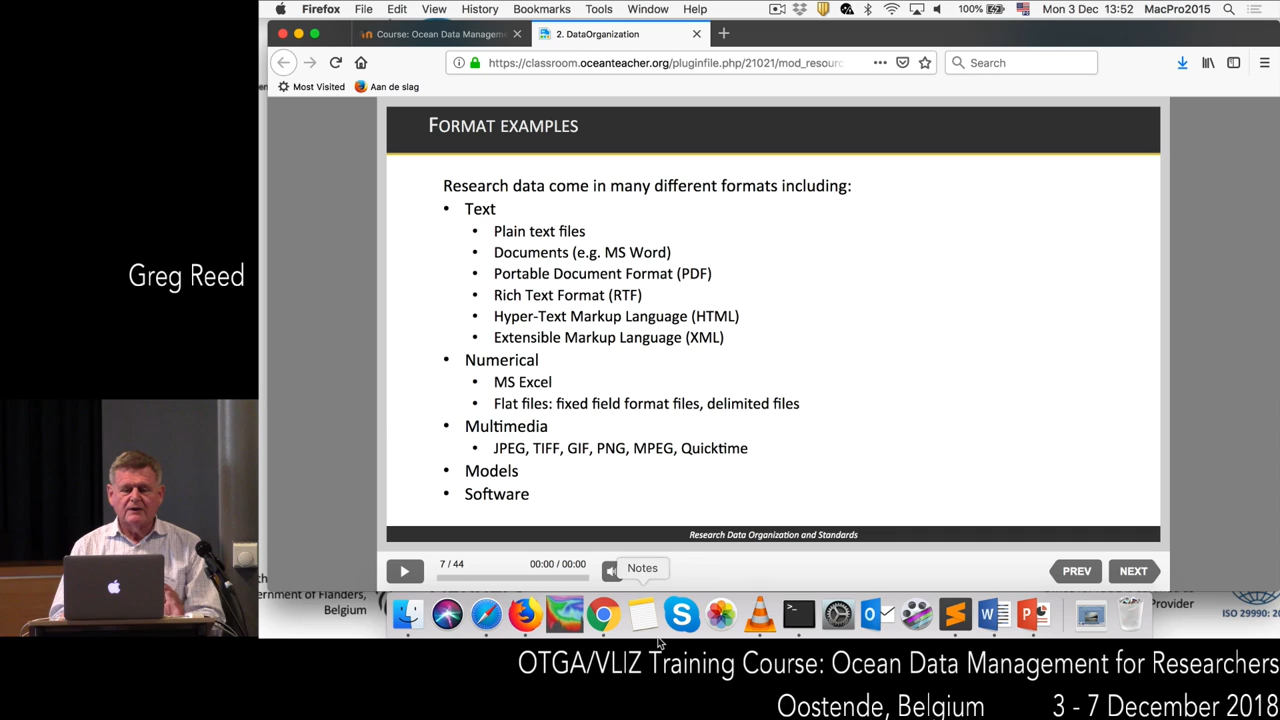 Firefox File Edit View History Bookmarks Tools Window Help 100% Mon 3 Dec 13:52 MacPro2015
Course: Ocean Data Managem
2. DataOrganization
https://classroom.oceanteacher.org/pluginfile.php/21021/mod_resourc
Search
Most Visited Aan de slag
FORMAT EXAMPLES
Research data come in many different formats including:
• Text
• Plain text files
• Documents (e.g. MS Word)
• Portable Document Format (PDF)
• Rich Text Format (RTF)
• Hyper-Text Markup Language (HTML)
• Extensible Markup Language (XML)
• Numerical
• MS Excel
• Flat files: fixed field format files, delimited files
• Multimedia
• JPEG, TIFF, GIF, PNG, MPEG, Quicktime
• Models
• Software
Research Data Organization and Standards
7 / 44 00:00 / 00:00
Notes
PREV NEXT
Greg Reed
Belgium
Provider
ISO 29990:
OTGA/VLIZ Training Course: Ocean Data Management for Researchers
Oostende, Belgium 3 - 7 December 2018